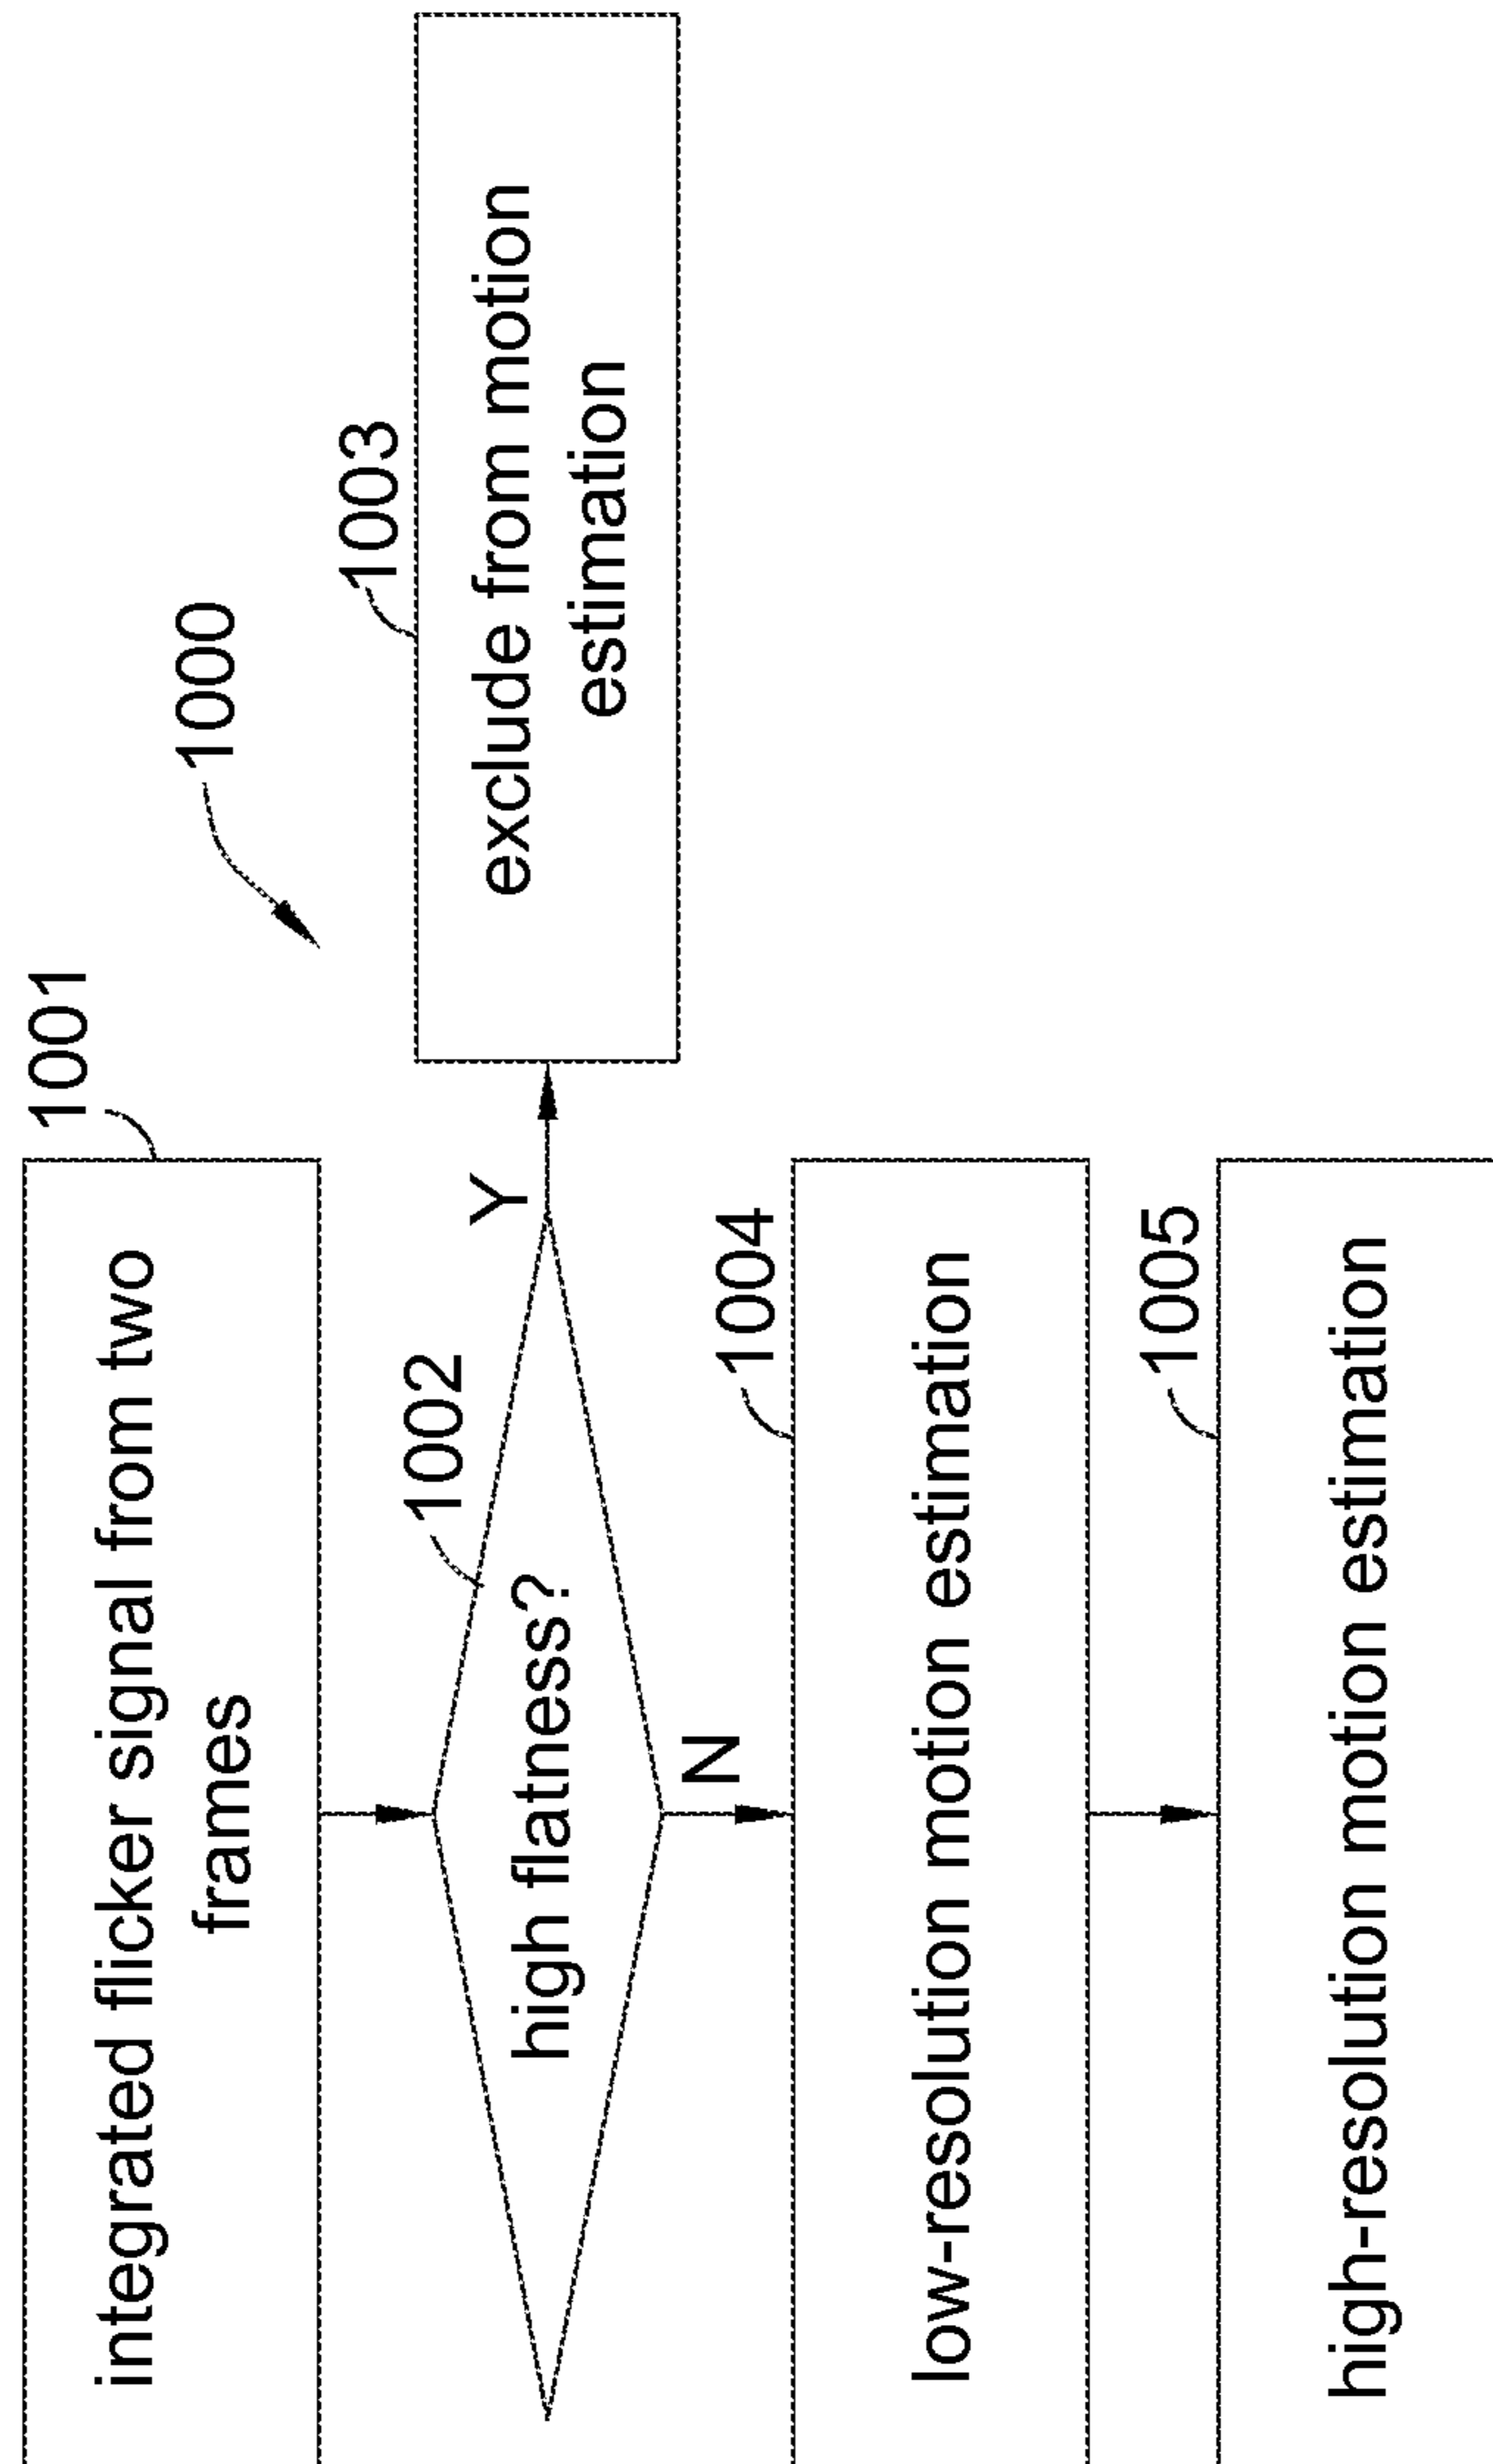 1000
1001
integrated flicker signal from two
frames
1002
high flatness?
Y
1003
exclude from motion
estimation
N
1004
low-resolution motion estimation
1005
high-resolution motion estimation